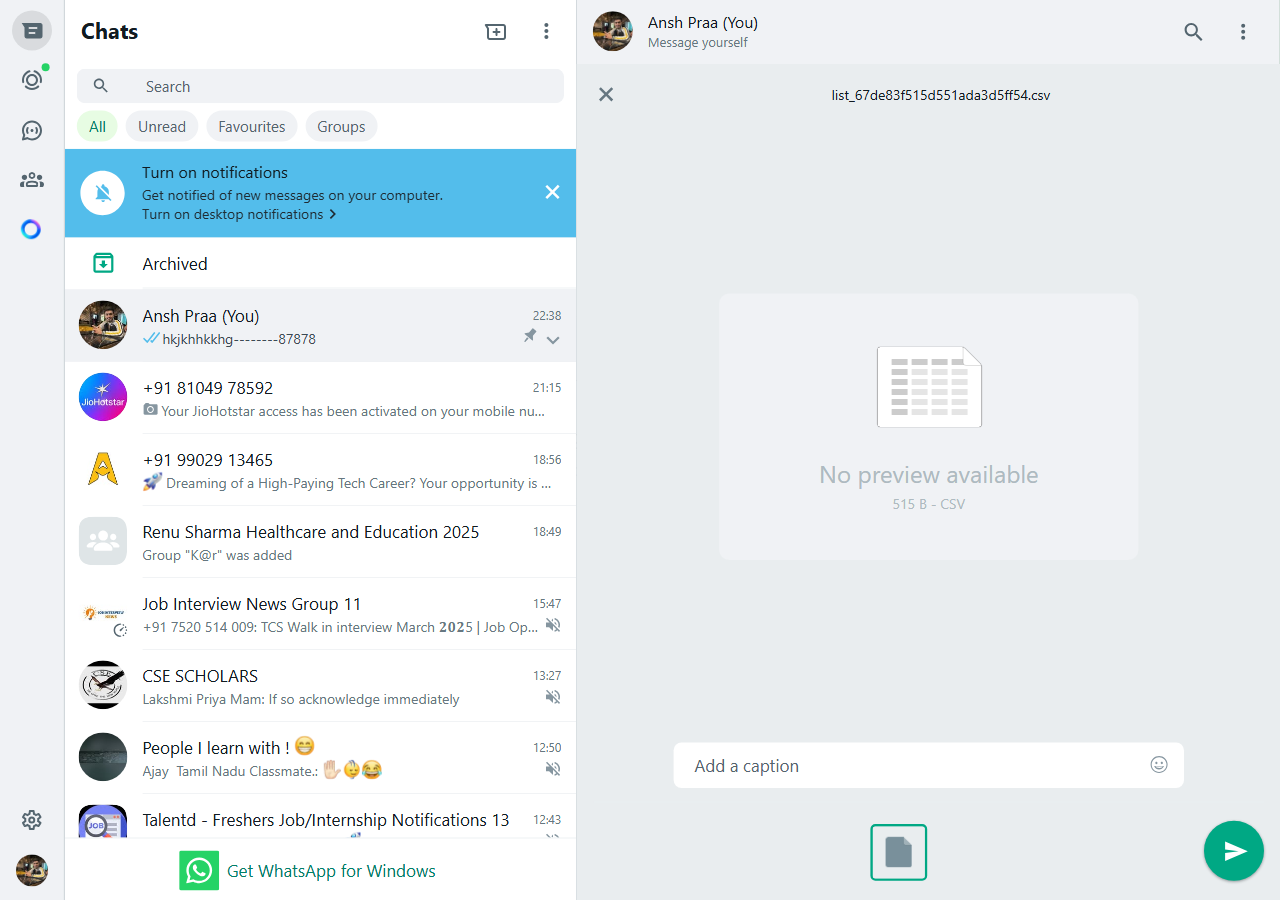 Chats
Search
All
Unread
Favourites
Groups
Turn on notifications
Get notified of new messages on your computer.
Turn on desktop notifications
Archived
Ansh Praa (You)
22:38
hkjkhhkkhg--------87878
JioHotstar
+91 81049 78592
21:15
Your JioHotstar access has been activated on your mobile nu...
+91 99029 13465
18:56
🚀 Dreaming of a High-Paying Tech Career? Your opportunity is ...
Renu Sharma Healthcare and Education 2025
18:49
Group "K@r" was added
Job Interview News Group 11
15:47
+91 7520 514 009: TCS Walk in interview March 𝟐𝟎𝟐5 | Job Op...
CSE SCHOLARS
13:27
Lakshmi Priya Mam: If so acknowledge immediately
People I learn with ! 😁
12:50
Ajay Tamil Nadu Classmate.:
JOB
Talentd - Freshers Job/Internship Notifications 13
12:43
Get WhatsApp for Windows
Ansh Praa (You)
Message yourself
list_67de83f515d551ada3d5ff54.csv
No preview available
515 B - CSV
Add a caption